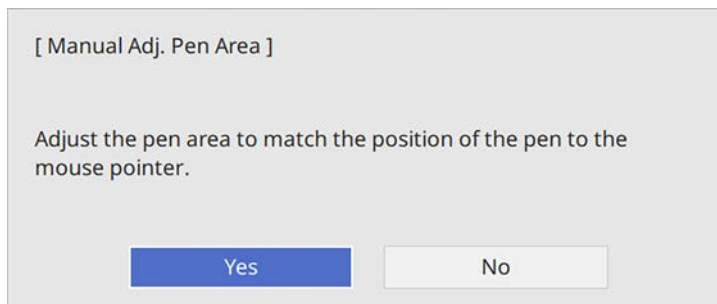 [ Manual Adj. Pen Area ]
Adjust the pen area to match the position of the pen to the
mouse pointer.
Yes
No